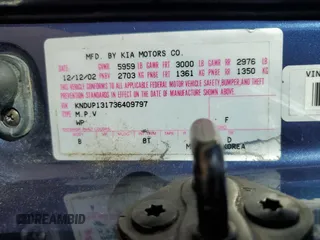 MFD. BY KIA MOTORS CO.
12/12/02 GVWR 5959 LB GAWR FRT 3000 LB GAWR RR 2976 LB
PNBV 2703 KG PNBE FRT 1361 KG PNBE RR 1350 KG
THIS VEHICLE CONFORMS TO ALL APPLICABLE
FEDERAL MOTOR VEHICLE SAFETY, BUMPER, AND THEFT
PREVENTION STANDARDS IN EFFECT ON THE DATE OF
MANUFACTURE SHOWN ABOVE.
KNDUP131736409797
M.P.V
WP F
B BT
VIN
DREAMBID